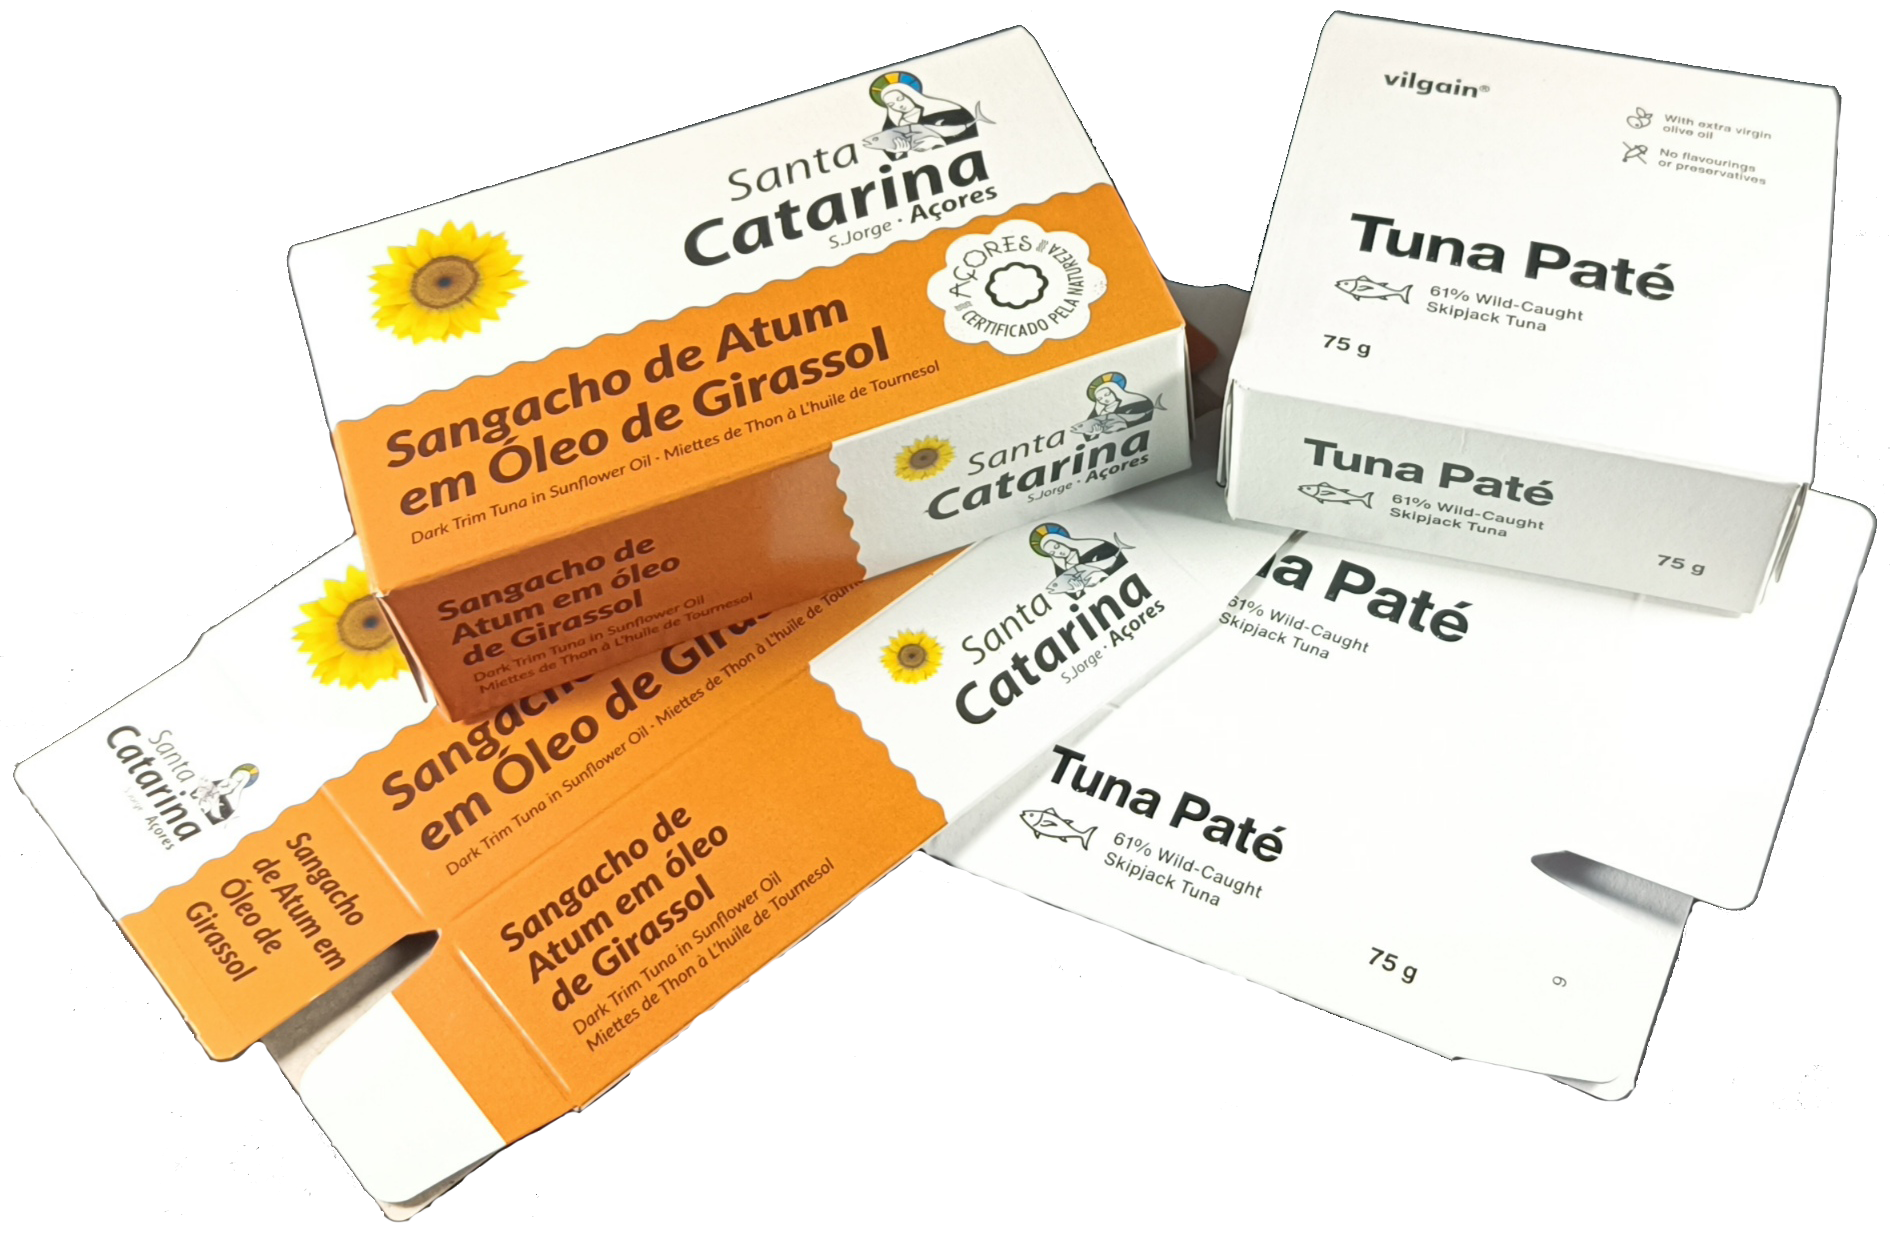 Santa
Catarina
S.Jorge · Açores
AÇORES
CERTIFICADO PELA NATUREZA
Sangacho de Atum
em Óleo de Girassol
Dark Trim Tuna in Sunflower Oil · Miettes de Thon à L'huile de Tournesol
Santa
Catarina
S.Jorge · Açores
Sangacho de
Atum em óleo
de Girassol
Dark Trim Tuna in Sunflower Oil
Miettes de Thon à L'huile de Tournesol
vilgain®
With extra virgin
olive oil
No flavourings
or preservatives
Tuna Paté
61% Wild-Caught
Skipjack Tuna
75 g
Tuna Paté
61% Wild-Caught
Skipjack Tuna
75 g
Santa
Catarina
S.Jorge · Açores
Sangacho
de Atum em
Óleo de
Girassol
Sangacho
em Óleo de Giras
Dark Trim Tuna in Sunflower Oil · Miettes de Thon à L'huile de Tourn
Santa
Catarina
S.Jorge · Açores
Sangacho de
Atum em óleo
de Girassol
Dark Trim Tuna in Sunflower Oil
Miettes de Thon à L'huile de Tournesol
na Paté
61% Wild-Caught
Skipjack Tuna
Tuna Paté
61% Wild-Caught
Skipjack Tuna
75 g